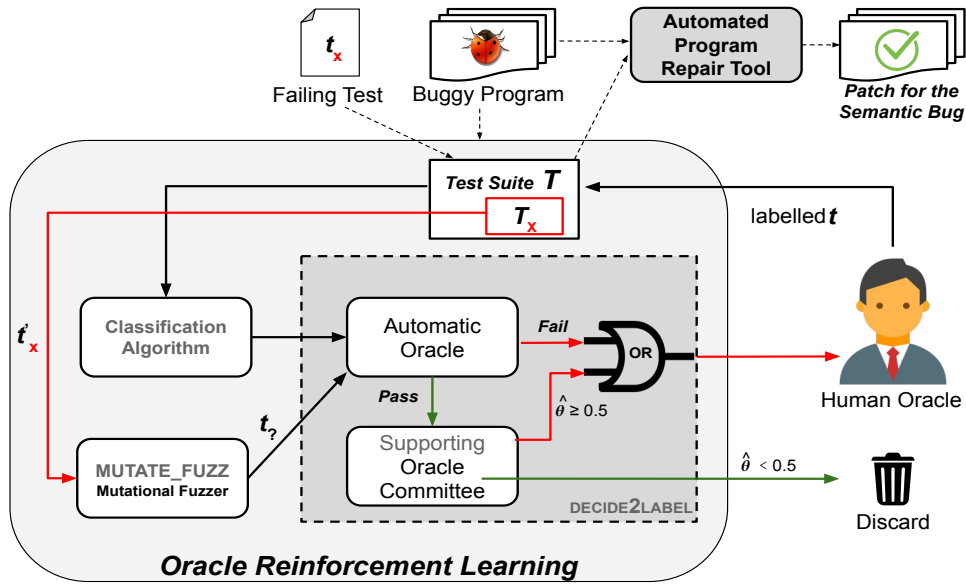 t
x
Failing Test
Buggy Program
Automated
Program
Repair Tool
Patch for the
Semantic Bug
Test Suite T
T
x
labelled t
t'
x
Classification
Algorithm
Automatic
Oracle
Fail
OR
Pass
θ̂ ≥ 0.5
Human Oracle
t
?
MUTATE_FUZZ
Mutational Fuzzer
Supporting
Oracle
Committee
θ̂ < 0.5
DECIDE2LABEL
Discard
Oracle Reinforcement Learning